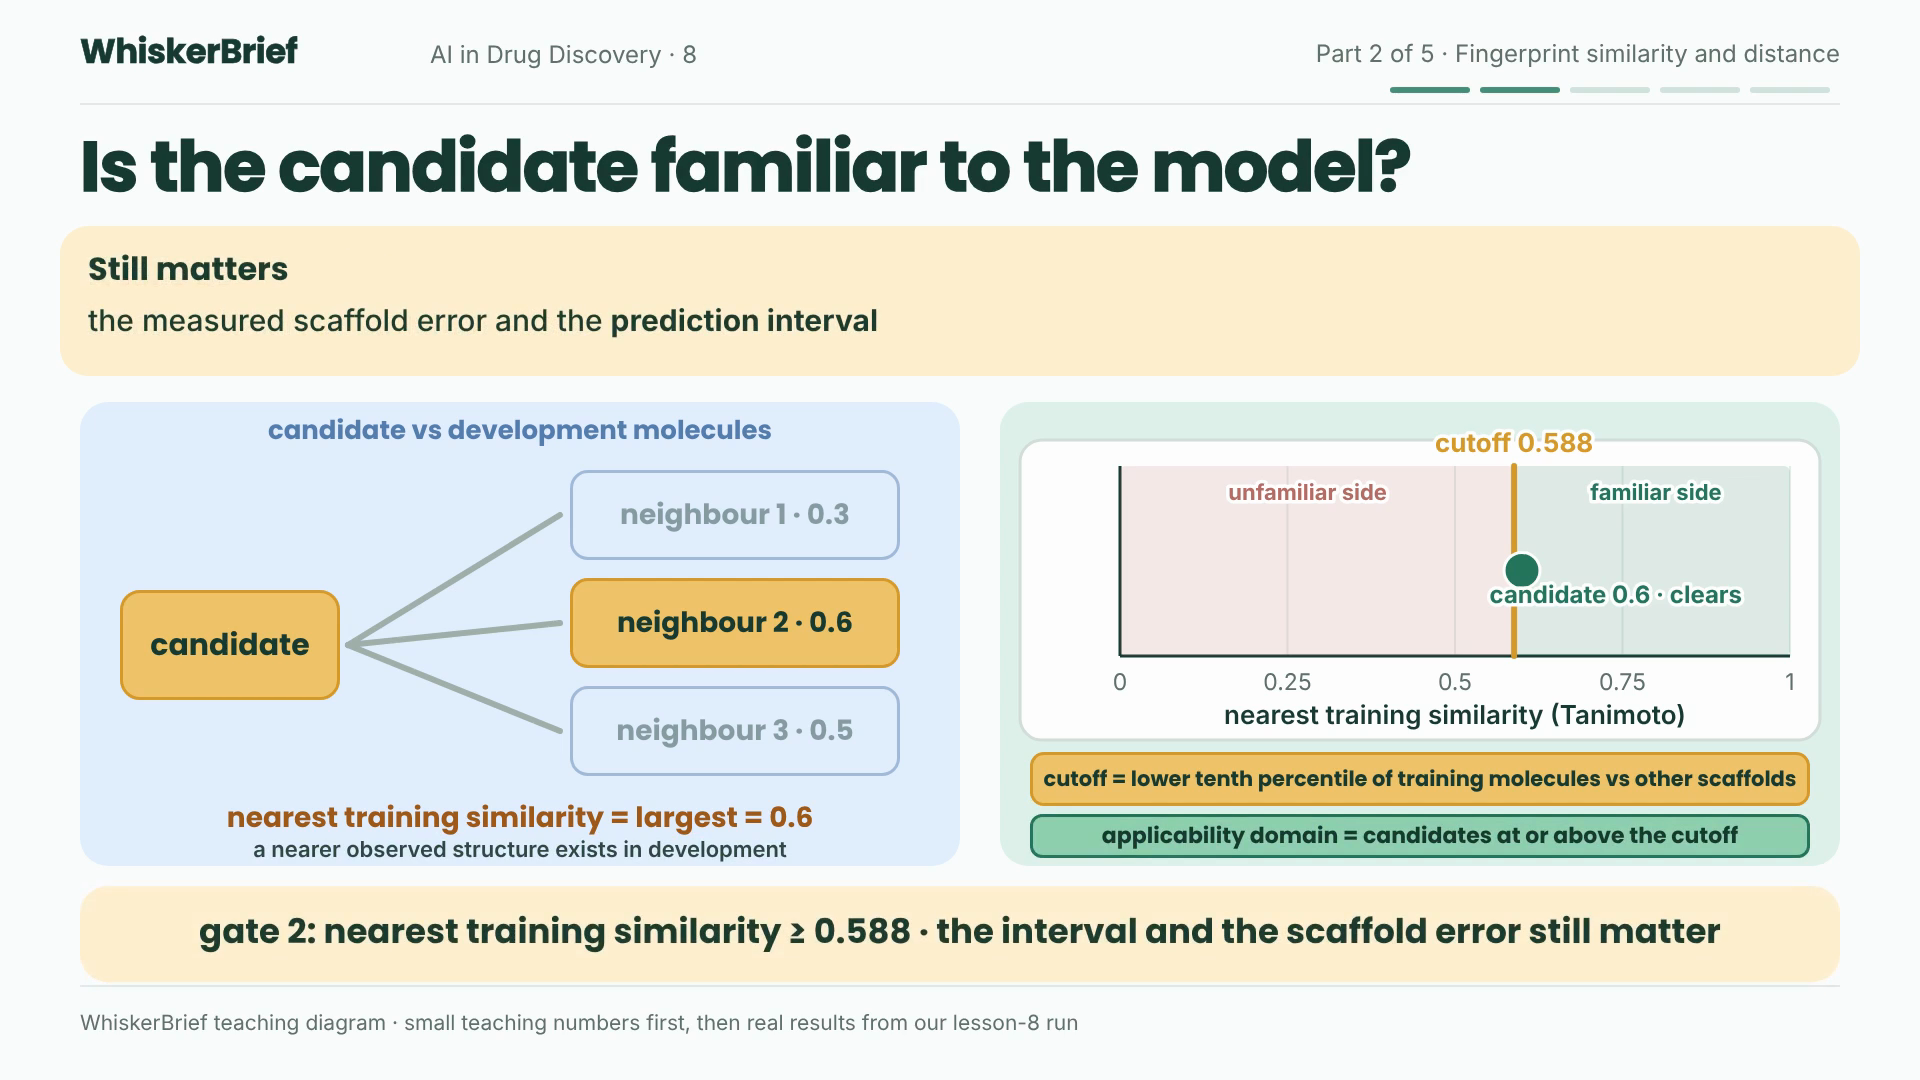 WhiskerBrief
AI in Drug Discovery · 8
Part 2 of 5 · Fingerprint similarity and distance
Is the candidate familiar to the model?
Still matters
the measured scaffold error and the prediction interval
candidate vs development molecules
candidate
neighbour 1 · 0.3
neighbour 2 · 0.6
neighbour 3 · 0.5
nearest training similarity = largest = 0.6
a nearer observed structure exists in development
cutoff 0.588
unfamiliar side
familiar side
candidate 0.6 · clears
0 0.25 0.5 0.75 1
nearest training similarity (Tanimoto)
cutoff = lower tenth percentile of training molecules vs other scaffolds
applicability domain = candidates at or above the cutoff
gate 2: nearest training similarity ≥ 0.588 · the interval and the scaffold error still matter
WhiskerBrief teaching diagram · small teaching numbers first, then real results from our lesson-8 run